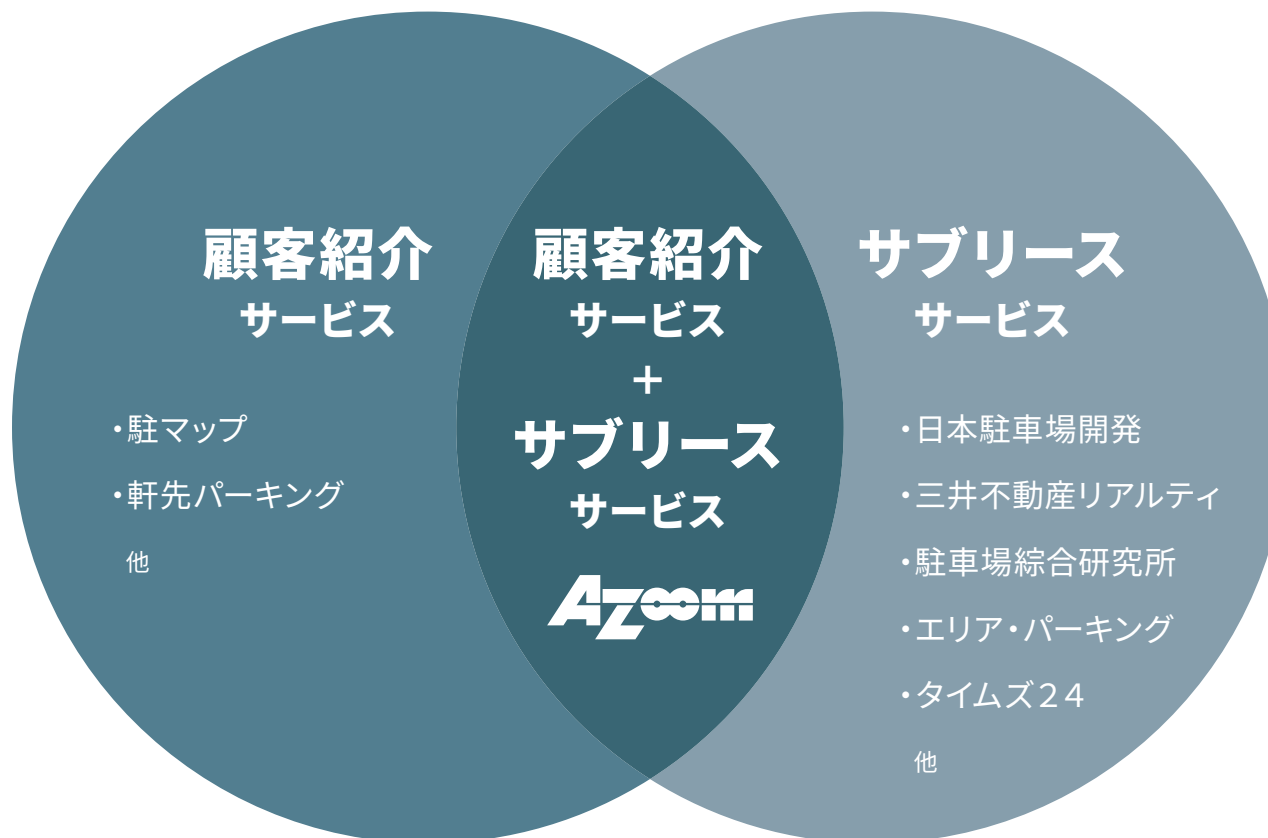 顧客紹介
サービス
・駐マップ
・軒先パーキング
他
顧客紹介
サービス
+
サブリース
サービス
Azoom
サブリース
サービス
・日本駐車場開発
・三井不動産リアルティ
・駐車場綜合研究所
・エリア・パーキング
・タイムズ２４
他